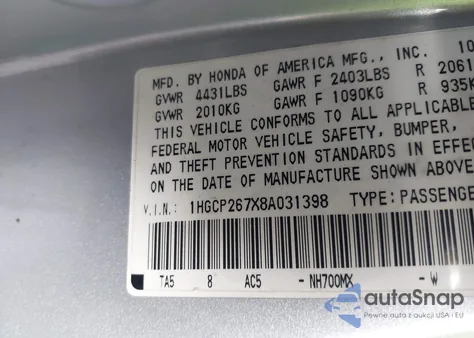 MFD. BY HONDA OF AMERICA MFG., INC. 10
GVWR 4431LBS GAWR F 2403LBS R 2061
GVWR 2010KG GAWR F 1090KG R 935K
THIS VEHICLE CONFORMS TO ALL APPLICABLE
FEDERAL MOTOR VEHICLE SAFETY, BUMPER,
AND THEFT PREVENTION STANDARDS IN EFFEC
ON THE DATE OF MANUFACTURE SHOWN ABOVE
V.I.N.: 1HGCP267X8A031398 TYPE: PASSENGE
TA5 8 AC5 - NH700MX - W
autoSnap
Pewne auta z aukcji USA i EU